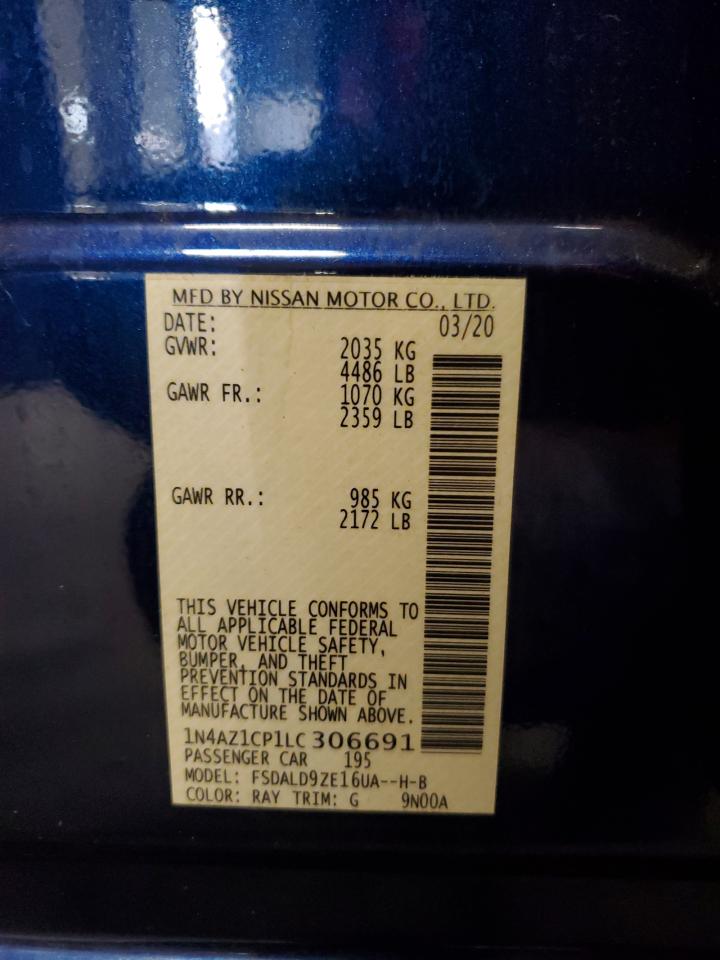 MFD BY NISSAN MOTOR CO., LTD.
DATE: 03/20
GVWR: 2035 KG
4486 LB
GAWR FR.: 1070 KG
2359 LB
GAWR RR.: 985 KG
2172 LB
THIS VEHICLE CONFORMS TO
ALL APPLICABLE FEDERAL
MOTOR VEHICLE SAFETY,
BUMPER, AND THEFT
PREVENTION STANDARDS IN
EFFECT ON THE DATE OF
MANUFACTURE SHOWN ABOVE.
1N4AZ1CP1LC306691
PASSENGER CAR 195
MODEL: FSDALD9ZE16UA--H-B
COLOR: RAY TRIM: G 9N00A